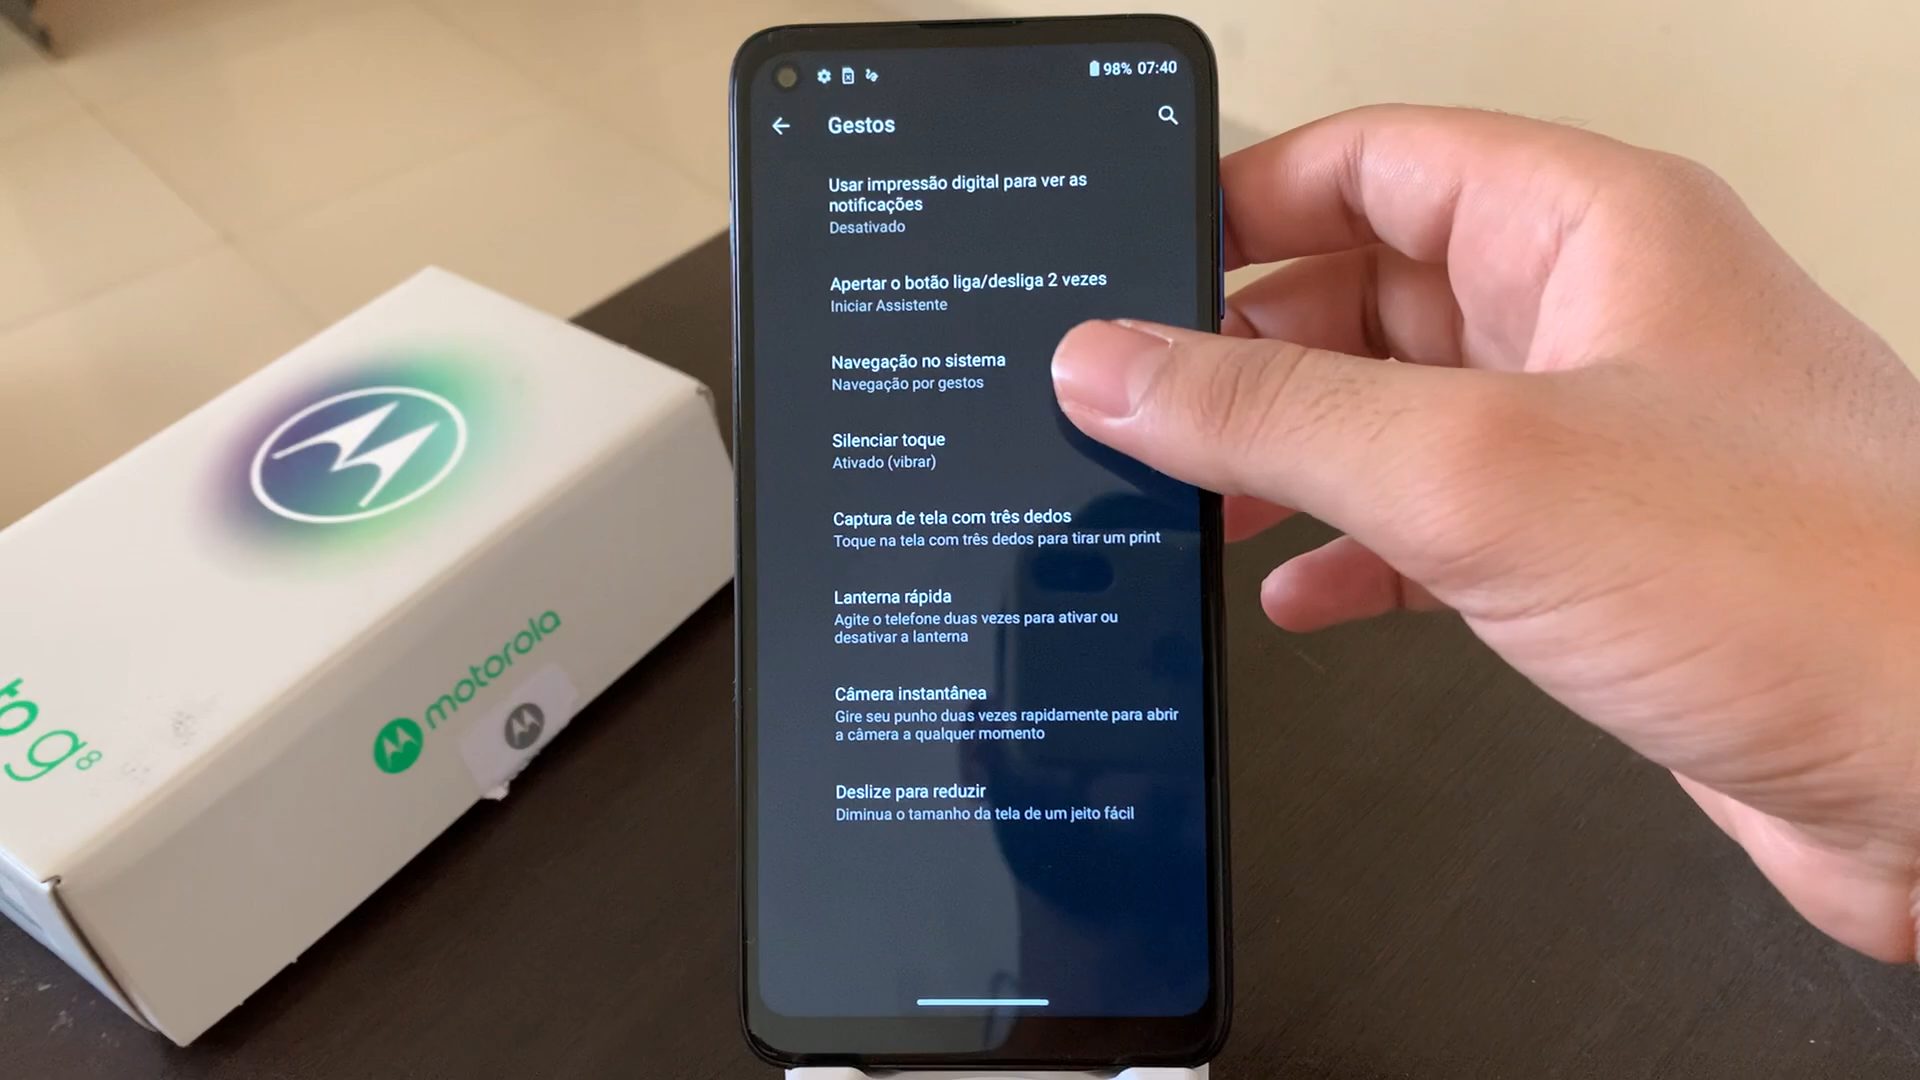 98% 07:40
Gestos
Usar impressão digital para ver as
notificações
Desativado
Apertar o botão liga/desliga 2 vezes
Iniciar Assistente
Navegação no sistema
Navegação por gestos
Silenciar toque
Ativado (vibrar)
Captura de tela com três dedos
Toque na tela com três dedos para tirar um print
Lanterna rápida
Agite o telefone duas vezes para ativar ou
desativar a lanterna
Câmera instantânea
Gire seu punho duas vezes rapidamente para abrir
a câmera a qualquer momento
Deslize para reduzir
Diminua o tamanho da tela de um jeito fácil
motorola
to g8